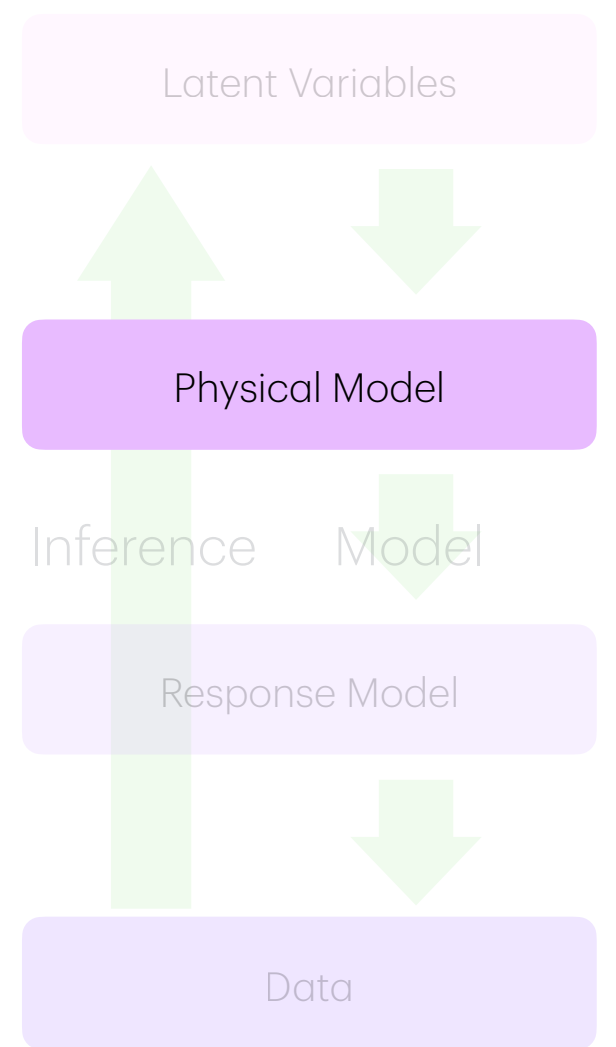 Latent Variables
Physical Model
Inference
Model
Response Model
Data